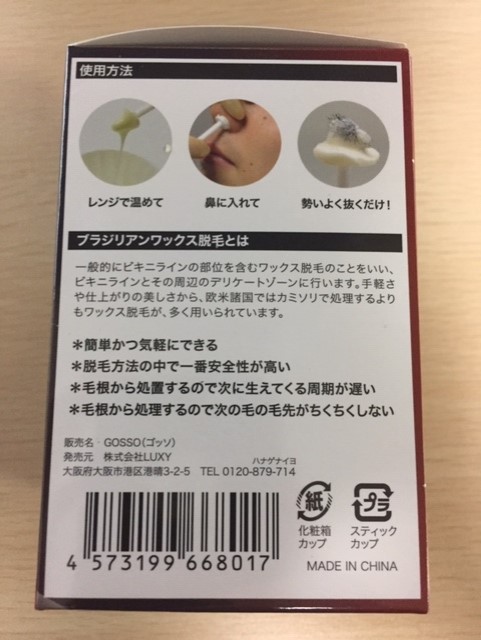 使用方法
レンジで温めて
鼻に入れて
勢いよく抜くだけ!
ブラジリアンワックス脱毛とは
一般的にビキニラインの部位を含むワックス脱毛のことをいい、
ビキニラインとその周辺のデリケートゾーンに行います。手軽さ
や仕上がりの美しさから、欧米諸国ではカミソリで処理するより
もワックス脱毛が、多く用いられています。
＊簡単かつ気軽にできる
＊脱毛方法の中で一番安全性が高い
＊毛根から処置するので次に生えてくる周期が遅い
＊毛根から処理するので次の毛の毛先がちくちくしない
販売名・GOSSO(ゴッソ)
発売元 株式会社LUXY
ハナゲナイヨ
大阪府大阪市港区港晴3-2-5 TEL 0120-879-714
紙
プラ
化粧箱
カップ
スティック
カップ
4 573199 668017
MADE IN CHINA